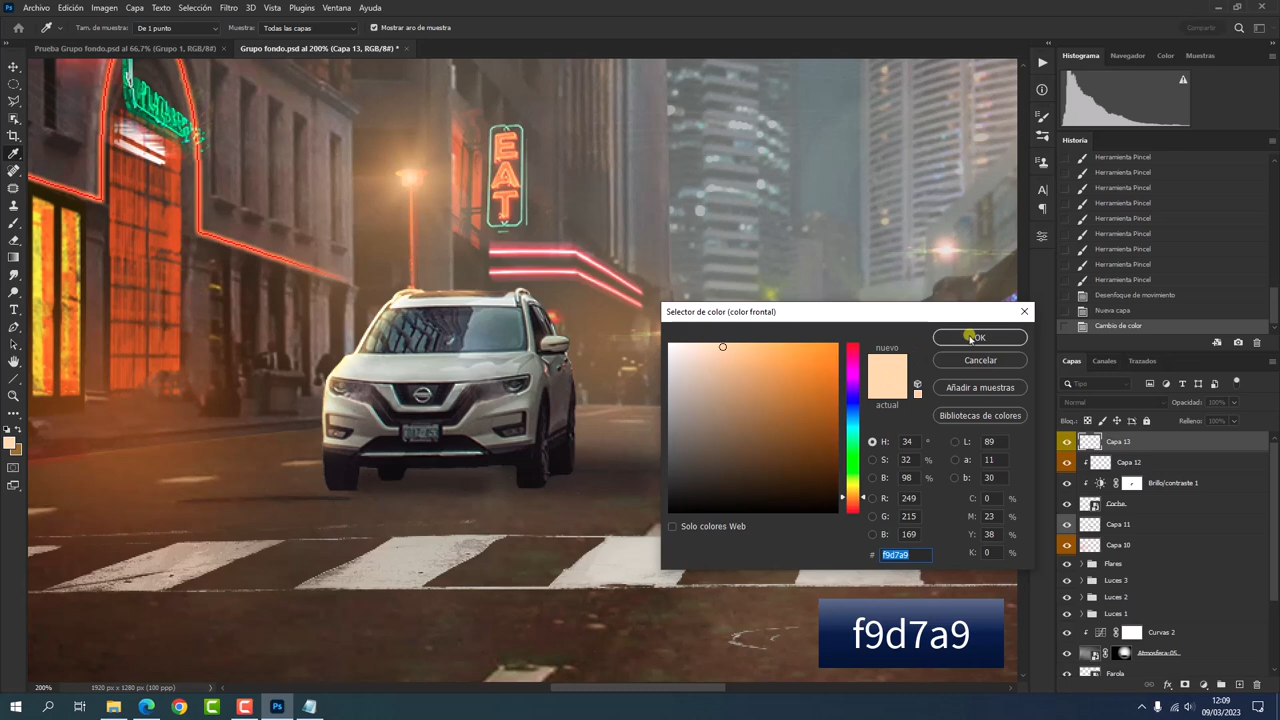 Archivo Edición Imagen Capa Texto Selección Filtro 3D Vista Plugins Ventana Ayuda
Tam. de muestra: De 1 punto Muestra: Todas las capas Mostrar aro de muestra Compartir
Prueba Grupo fondo.psd al 66.7% (Grupo 1, RGB/8#) × Grupo fondo.psd al 200% (Capa 13, RGB/8#) * ×
Histograma Navegador Color Muestras
EAT
Historia
Herramienta Pincel
Herramienta Pincel
Herramienta Pincel
Herramienta Pincel
Herramienta Pincel
Herramienta Pincel
Herramienta Pincel
Herramienta Pincel
Herramienta Pincel
Desenfoque de movimiento
Nueva capa
Cambio de color
Selector de color (color frontal)
nuevo
actual
OK
Cancelar
Añadir a muestras
Bibliotecas de colores
H: 34 ° L: 89
S: 32 % a: 11
B: 98 % b: 30
R: 249 C: 0 %
G: 215 M: 23 %
B: 169 Y: 38 %
# f9d7a9 K: 0 %
Solo colores Web
Capas Canales Trazados
Tipo
Normal Opacidad: 100%
Bloq.: Relleno: 100%
Capa 13
Capa 12
Brillo/contraste 1
Coche
Capa 11
Capa 10
Flares
Luces 3
Luces 2
Luces 1
Curvas 2
Atmosfera-05
Farola
NISSAN
f9d7a9
200% 1920 px x 1280 px (100 ppp)
12:09
09/03/2023